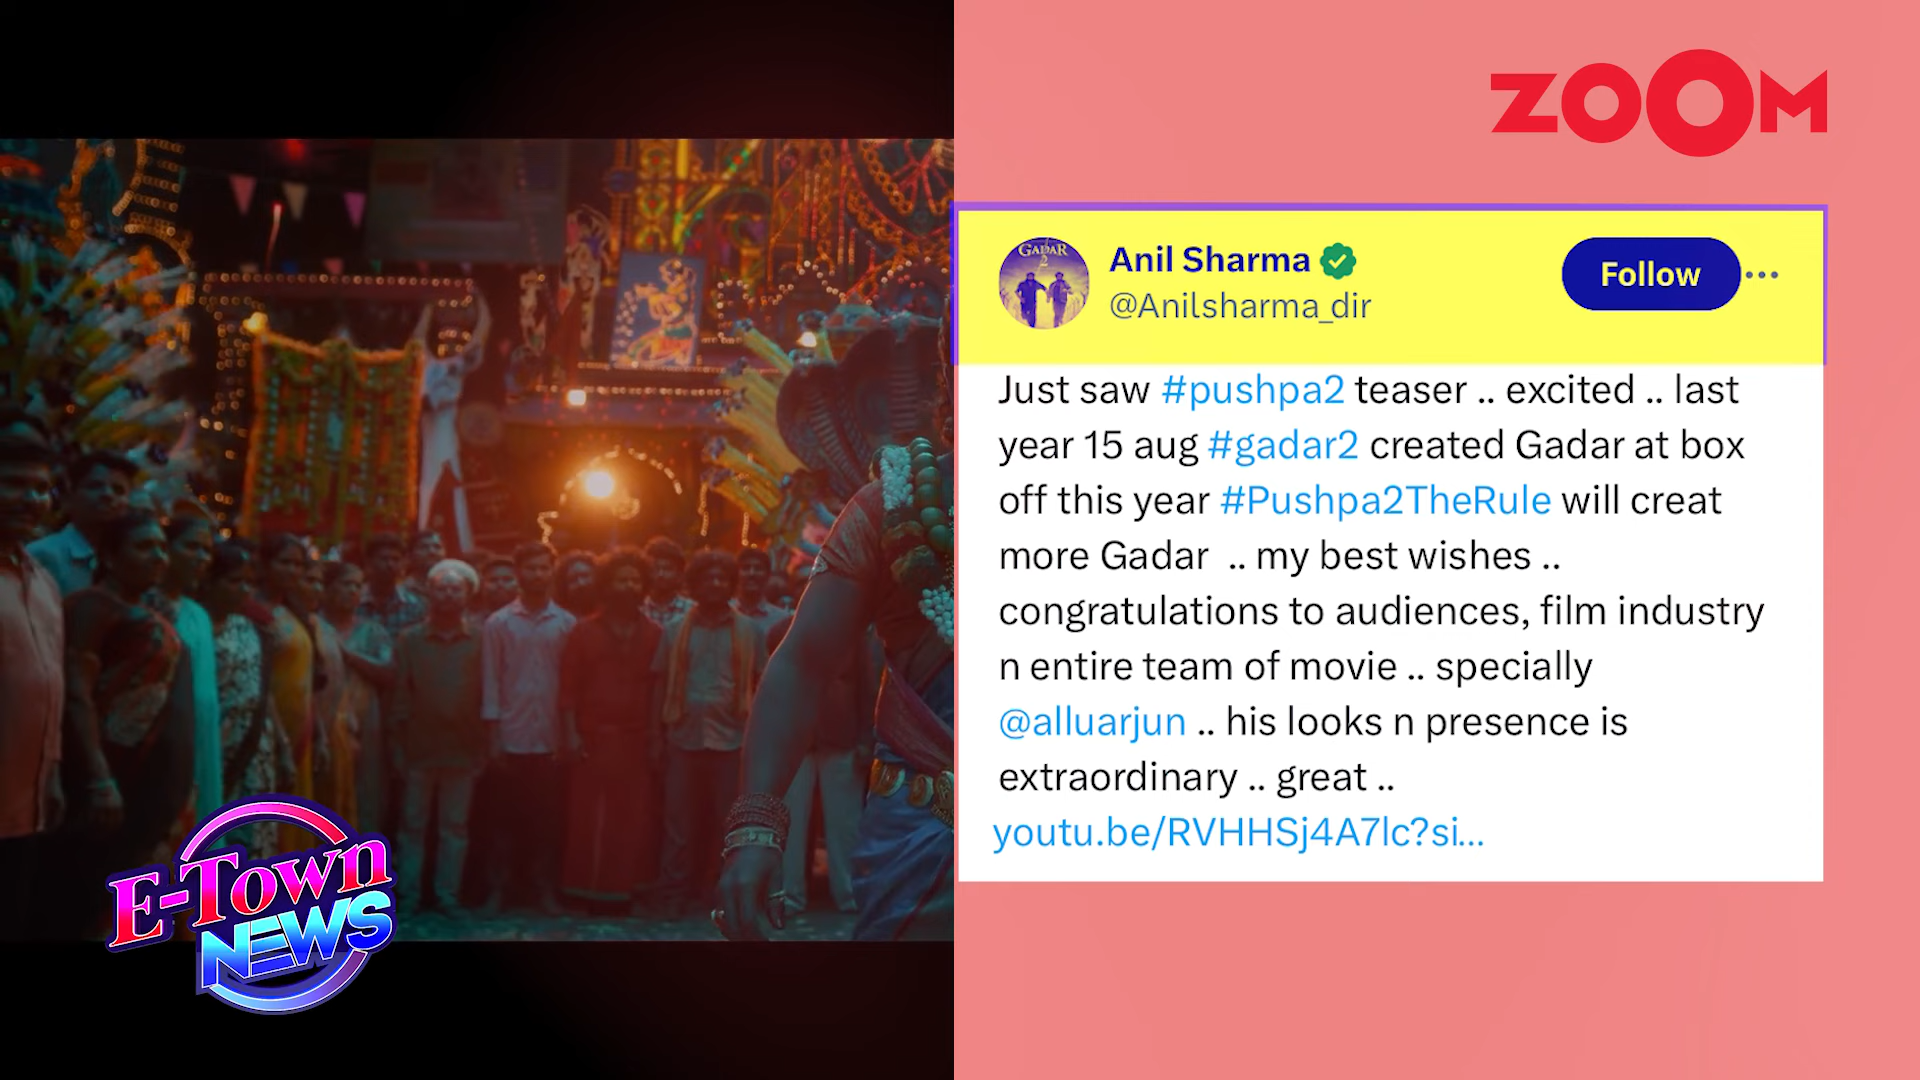 ZOOM
GADAR
2
Anil Sharma
@Anilsharma_dir
Follow
Just saw #pushpa2 teaser .. excited .. last
year 15 aug #gadar2 created Gadar at box
off this year #Pushpa2TheRule will creat
more Gadar .. my best wishes ..
congratulations to audiences, film industry
n entire team of movie .. specially
@alluarjun .. his looks n presence is
extraordinary .. great ..
youtu.be/RVHHSj4A7lc?si...
E-Town
NEWS